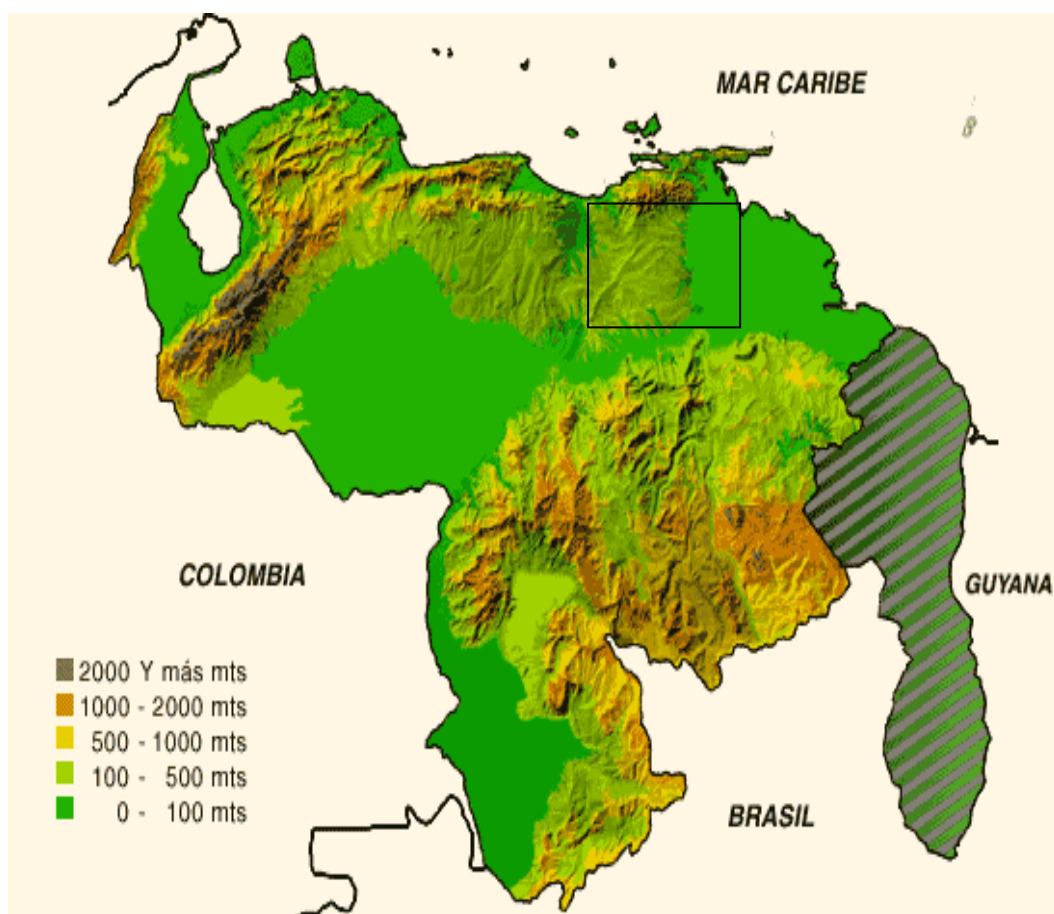 MAR CARIBE
COLOMBIA
GUYANA
2000 Y más mts
1000 - 2000 mts
500 - 1000 mts
100 - 500 mts
0 - 100 mts
BRASIL